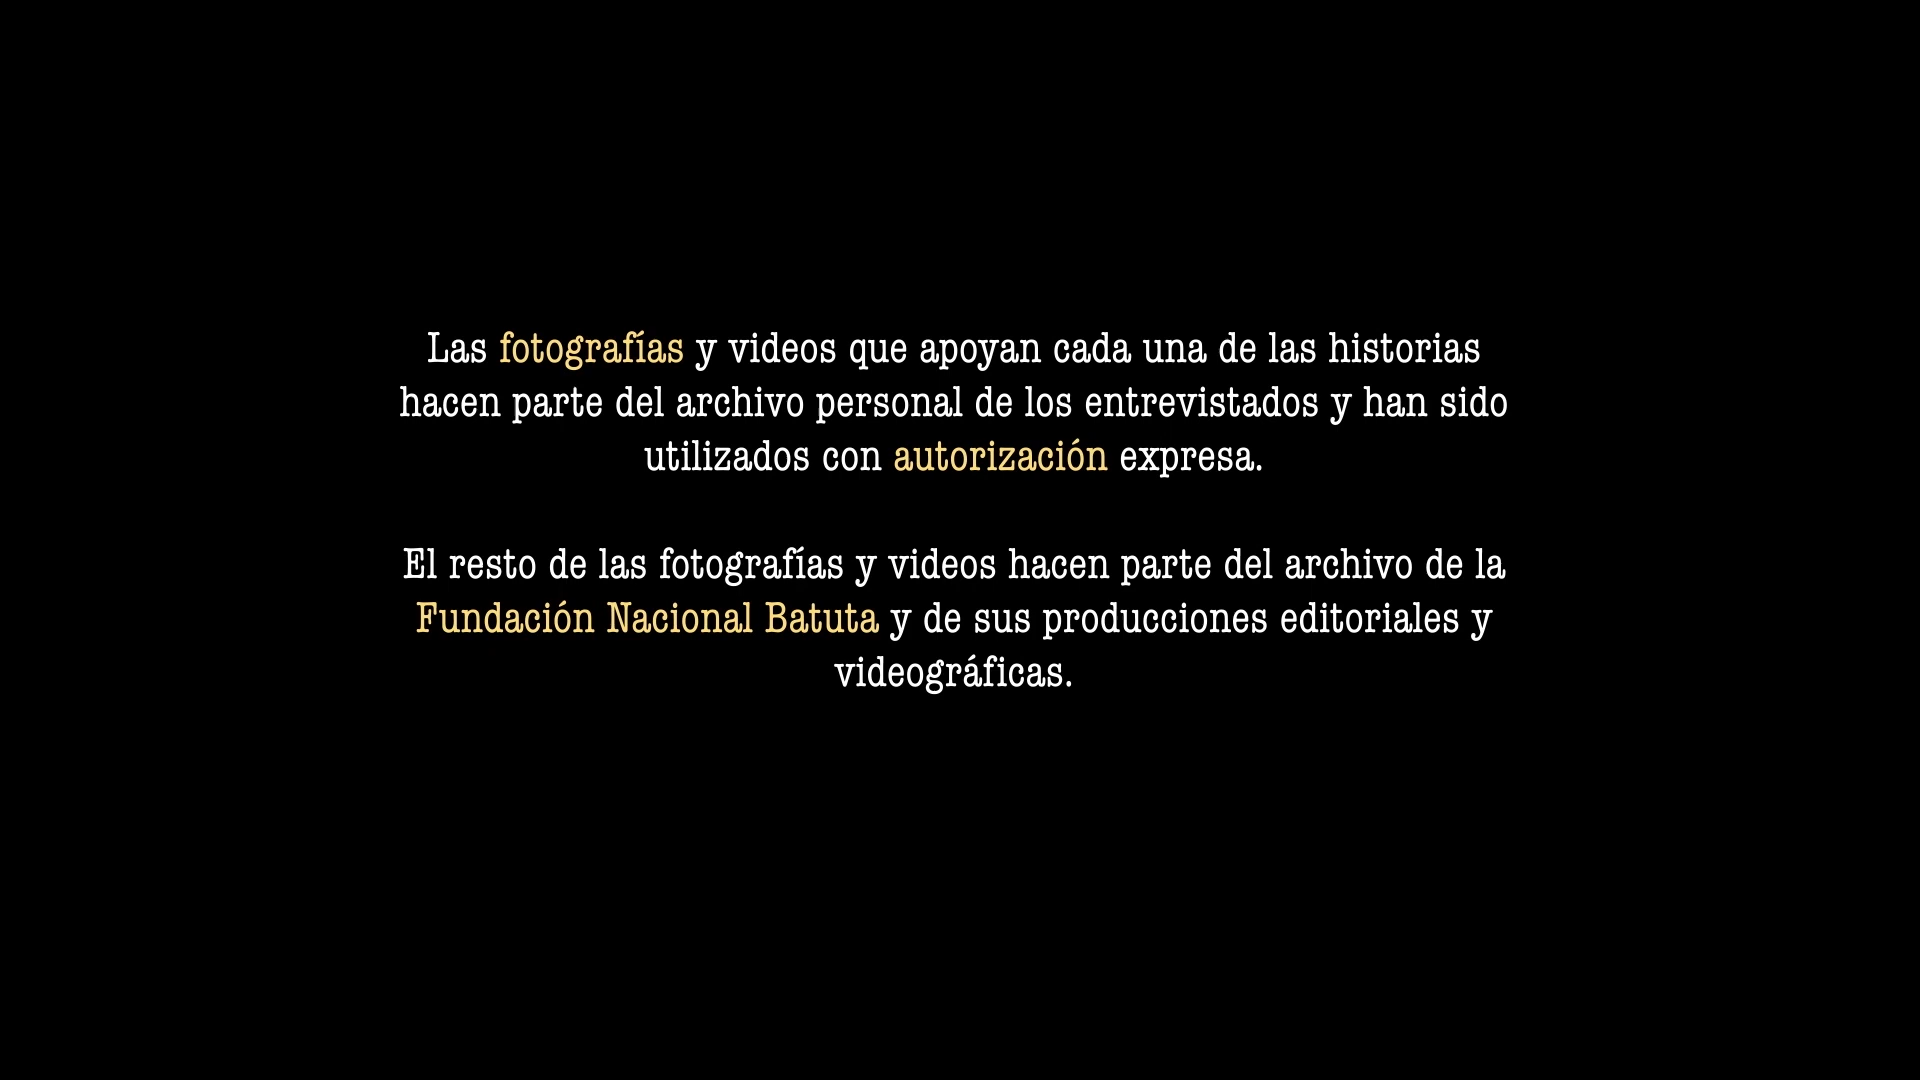 Las fotografías y videos que apoyan cada una de las historias
hacen parte del archivo personal de los entrevistados y han sido
utilizados con autorización expresa.
El resto de las fotografías y videos hacen parte del archivo de la
Fundación Nacional Batuta y de sus producciones editoriales y
videográficas.